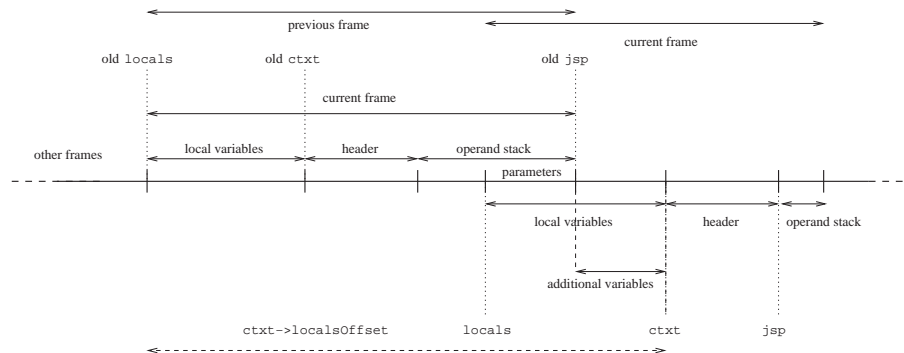 previous frame
current frame
old locals
old ctxt
old jsp
current frame
other frames
local variables
header
operand stack
parameters
local variables
header
operand stack
additional variables
ctxt->localsOffset
locals
ctxt
jsp